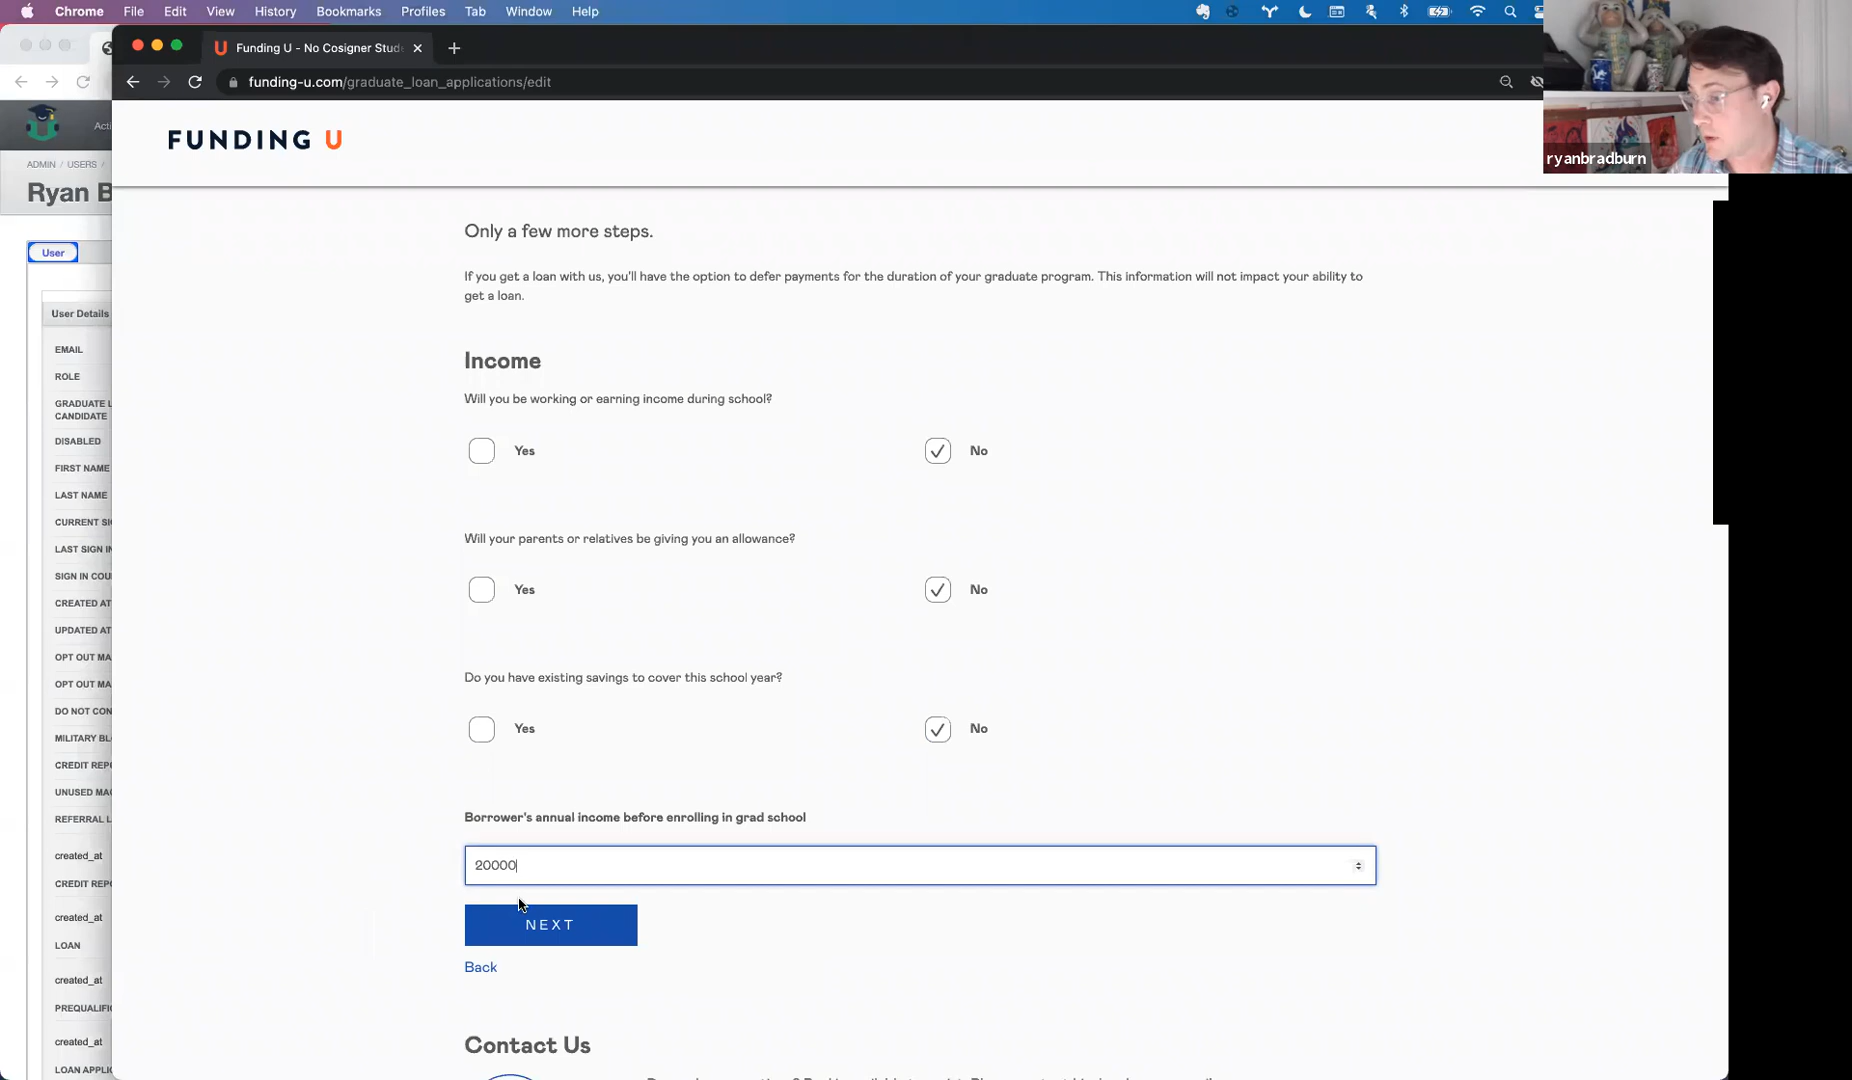 Chrome File Edit View History Bookmarks Profiles Tab Window Help
Funding U - No Cosigner Stud
funding-u.com/graduate_loan_applications/edit
FUNDING U
ryanbradburn
ADMIN / USERS /
Ryan B
User
User Details
EMAIL
ROLE
GRADUATE L
CANDIDATE
DISABLED
FIRST NAME
LAST NAME
CURRENT SI
LAST SIGN IN
SIGN IN COU
CREATED AT
UPDATED AT
OPT OUT MA
OPT OUT MA
DO NOT CON
MILITARY BL
CREDIT REPO
UNUSED MAC
REFERRAL L
created_at
CREDIT REPO
created_at
LOAN
created_at
PREQUALIFIC
created_at
LOAN APPLI
Only a few more steps.
If you get a loan with us, you'll have the option to defer payments for the duration of your graduate program. This information will not impact your ability to
get a loan.
Income
Will you be working or earning income during school?
Yes No
Will your parents or relatives be giving you an allowance?
Yes No
Do you have existing savings to cover this school year?
Yes No
Borrower's annual income before enrolling in grad school
20000
NEXT
Back
Contact Us